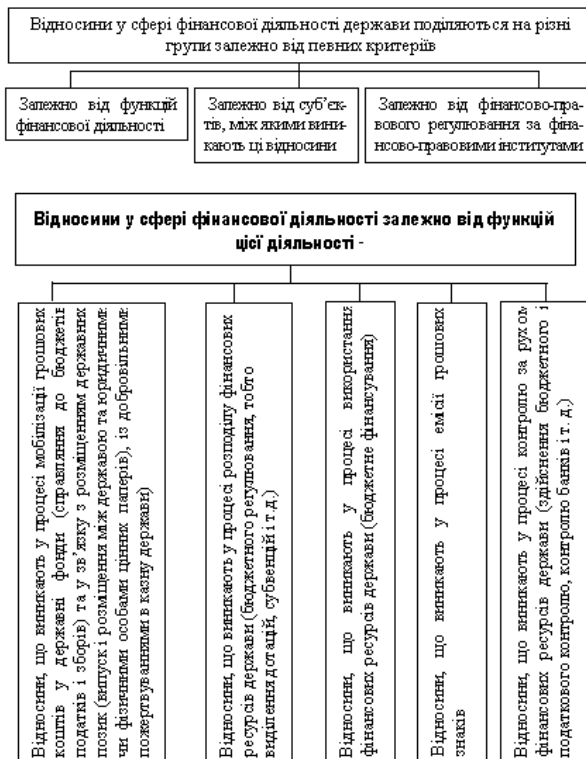 Відносини у сфері фінансової діяльності держави поділяються на різні
групи залежно від певних критеріїв
Залежно від функцій
фінансової діяльності
Залежно від суб’єк-
тів, між якими вини-
кають ці відносини
Залежно від фінансово-пра-
вового регулювання за фіна-
нсово-правовими інститутами
Відносини у сфері фінансової діяльності залежно від функцій
цієї діяльності -
Відносини, що виникають у процесі мобілізації грошових
коштів у державні фонди (справляння до бюджетів
податків і зборів) та у зв’язку з розміщенням державних
позик (випуск і розміщення між державою та юридичними
чи фізичними особами цінних паперів), із добровільними
пожертвуваннями в казну держави)
Відносини, що виникають у процесі розподілу фінансових
ресурсів держави (бюджетного регулювання, тобто
виділення дотацій, субвенцій і т.д.)
Відносини, що виникають у процесі використання
фінансових ресурсів держави (бюджетне фінансування)
Відносини, що виникають у процесі емісії грошових
знаків
Відносини, що виникають у процесі контролю за рухом
фінансових ресурсів держави (здійснення бюджетного і
податкового контролю, контролю банків і т. д.)